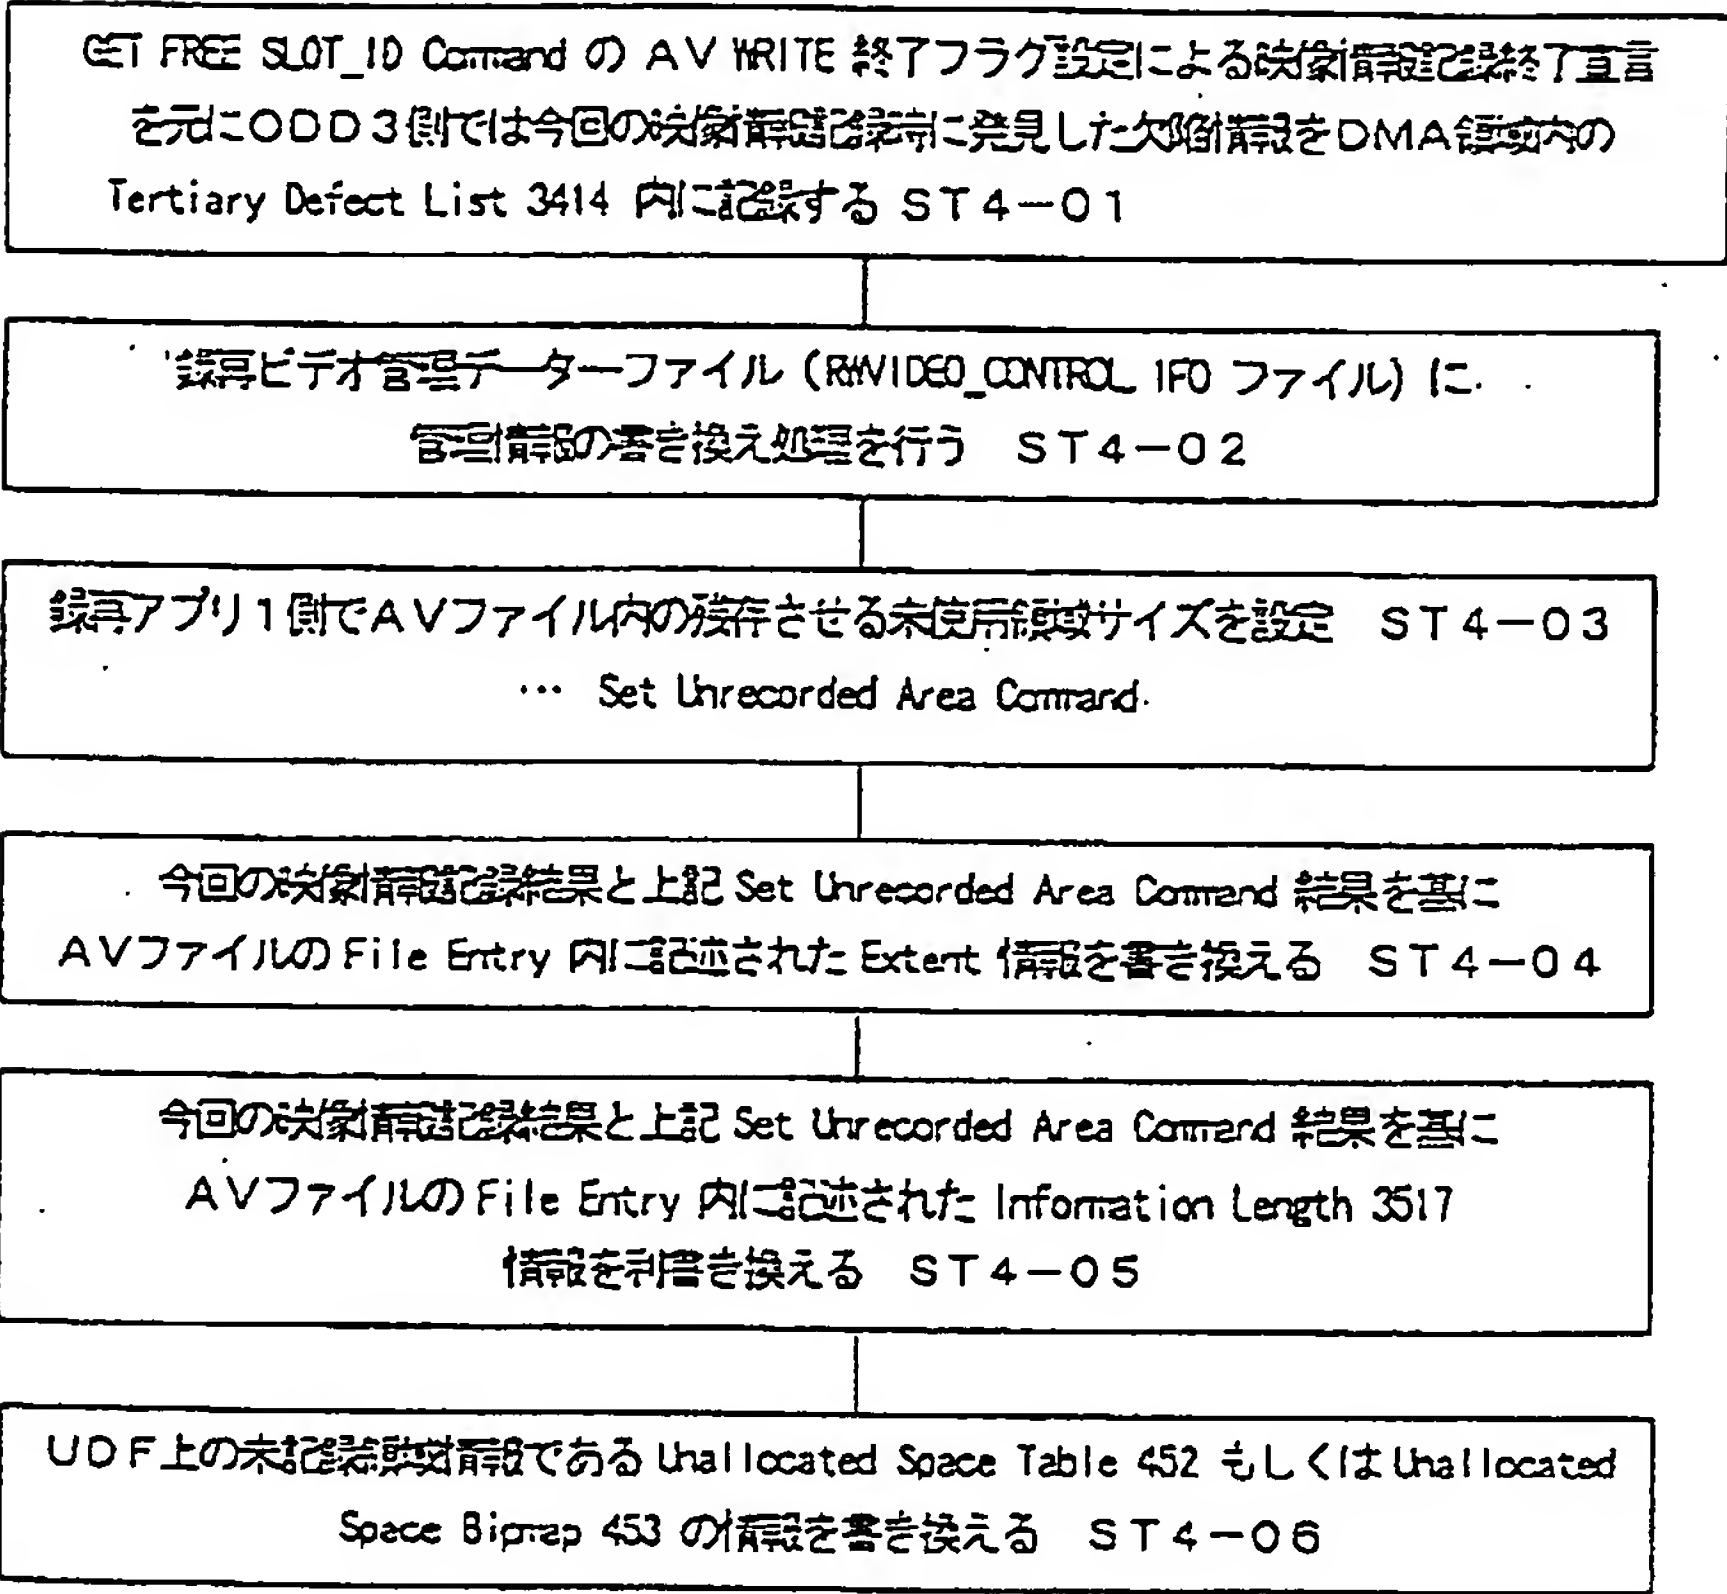 GET FREE SLOT_ID Command の AV WRITE 終了フラグ設定による映像情報記録終了宣言
を元にODD3側では今回の映像情報記録時に発見した欠陥情報をDMA領域内の
Tertiary Defect List 3414 内に記録する ST4-01
録再ビデオ管理データーファイル (RWVIDEO_CONTROL IFO ファイル) に
管理情報の書き換え処理を行う ST4-02
録再アプリ1側でAVファイル内の残存させる未使用領域サイズを設定 ST4-03
… Set Unrecorded Area Command
今回の映像情報記録結果と上記 Set Unrecorded Area Command 結果を基に
AVファイルの File Entry 内に記述された Extent 情報を書き換える ST4-04
今回の映像情報記録結果と上記 Set Unrecorded Area Command 結果を基に
AVファイルの File Entry 内に記述された Information Length 3517
情報を書き換える ST4-05
UDF上の未記録領域情報である Unallocated Space Table 452 もしくは Unallocated
Space Bipmap 453 の情報を書き換える ST4-06